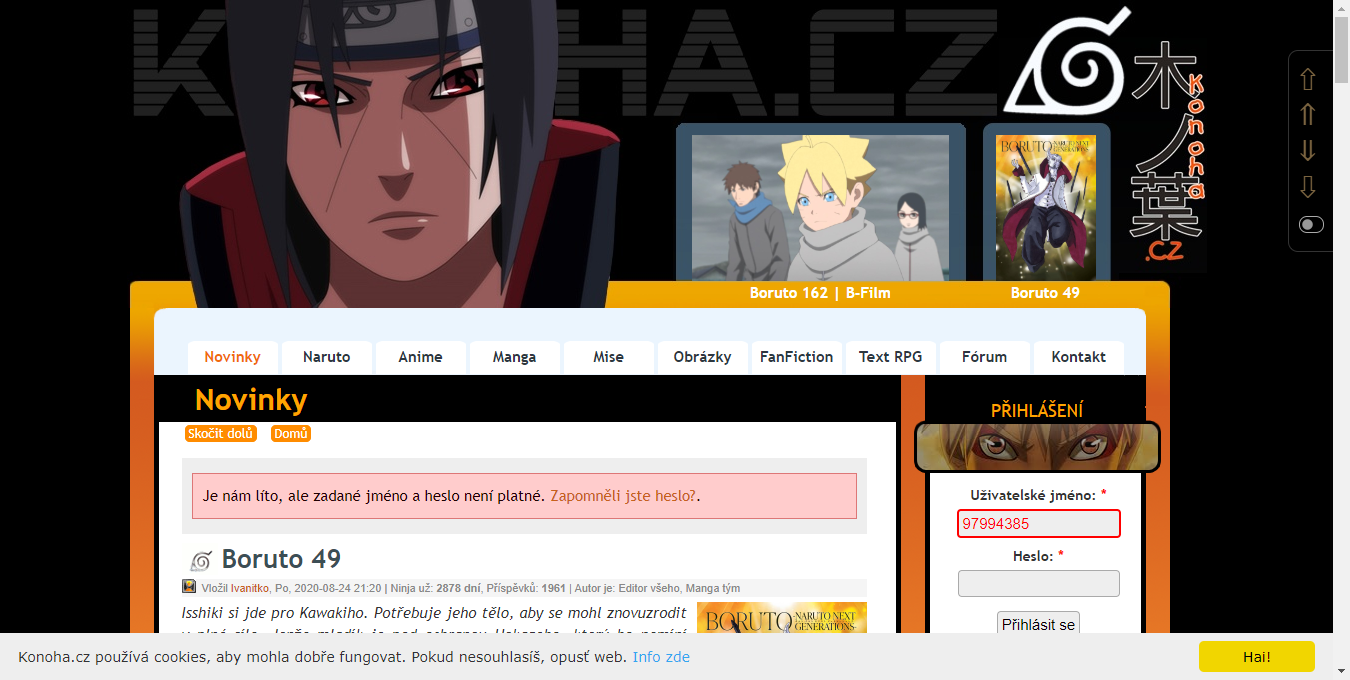 KONOHA.CZ
木ノ葉
Konoha
.CZ
BORUTO NARUTO NEXT GENERATIONS
Boruto 162 | B-Film
Boruto 49
Novinky
Naruto
Anime
Manga
Mise
Obrázky
FanFiction
Text RPG
Fórum
Kontakt
Novinky
Skočit dolů
Domů
Je nám líto, ale zadané jméno a heslo není platné. Zapomněli jste heslo?.
Boruto 49
Vložil Ivanitko, Po, 2020-08-24 21:20 | Ninja už: 2878 dní, Příspěvků: 1961 | Autor je: Editor všeho, Manga tým
Isshiki si jde pro Kawakiho. Potřebuje jeho tělo, aby se mohl znovuzrodit
BORUTO NARUTO NEXT GENERATIONS
PŘIHLÁŠENÍ
Uživatelské jméno: *
97994385
Heslo: *
Přihlásit se
Konoha.cz používá cookies, aby mohla dobře fungovat. Pokud nesouhlasíš, opusť web. Info zde
Hai!